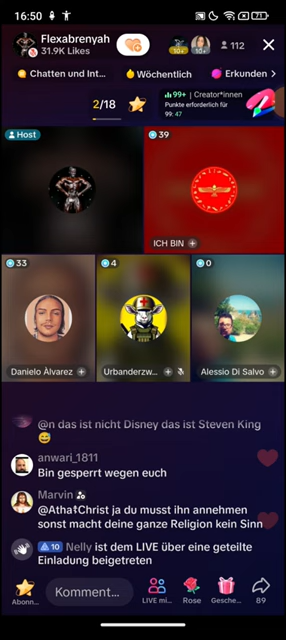 16:50
71
Flexabrenyah
31.9K Likes
10+
10+
112
Chatten und Int...
Wöchentlich
Erkunden >
2/18
99+ | Creator*innen
Punkte erforderlich für
99: 47
Host
39
ICH BIN +
33
4
0
Danielo Àlvarez +
Urbanderzw... +
Alessio Di Salvo +
@n das ist nicht Disney das ist Steven King
😅
anwari_1811
Bin gesperrt wegen euch
Marvin
@Atha†Christ ja du musst ihn annehmen
sonst macht deine ganze Religion kein Sinn
10 Nelly ist dem LIVE über eine geteilte
Einladung beigetreten
Abonn...
Komment...
LIVE mi...
Rose
Gesche...
89